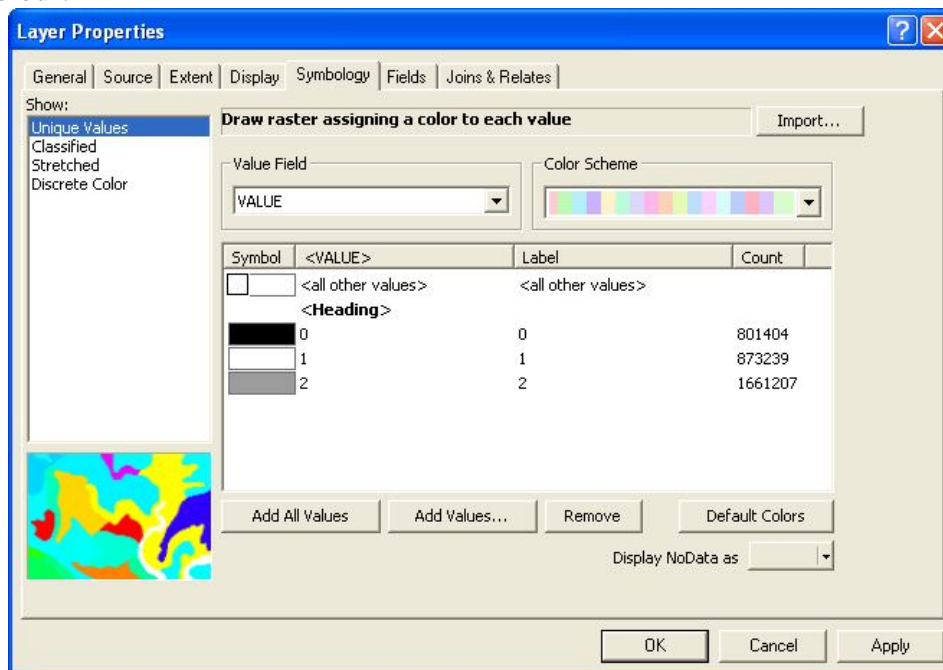 Layer Properties
General Source Extent Display Symbology Fields Joins & Relates
Show:
Unique Values
Classified
Stretched
Discrete Color
Draw raster assigning a color to each value
Import...
Value Field
Color Scheme
VALUE
Symbol <VALUE> Label Count
<all other values> <all other values>
<Heading>
0 0 801404
1 1 873239
2 2 1661207
Add All Values Add Values... Remove Default Colors
Display NoData as
OK Cancel Apply